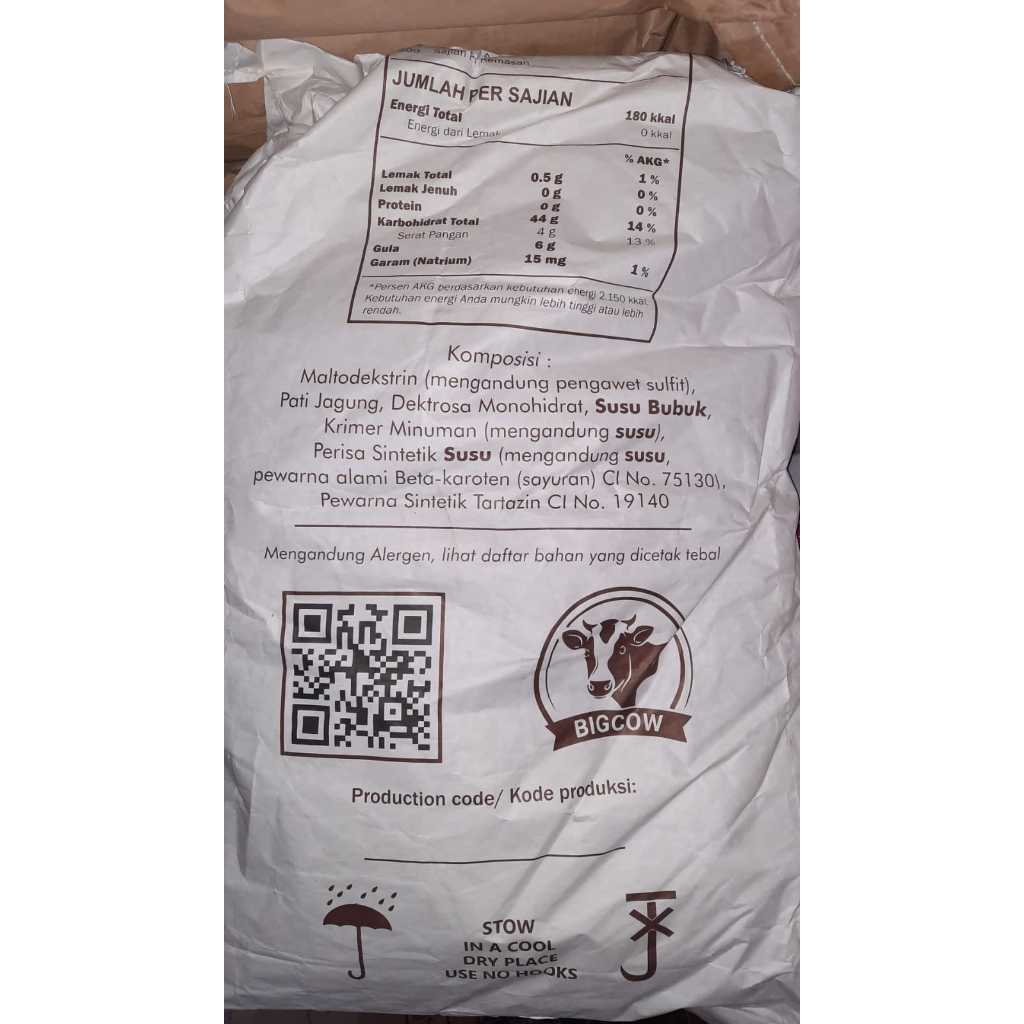 Sajian / Kemasan
JUMLAH PER SAJIAN
Energi Total 180 kkal
Energi dari Lemak 0 kkal
% AKG*
Lemak Total 0.5 g 1 %
Lemak Jenuh 0 g 0 %
Protein 0 g 0 %
Karbohidrat Total 44 g 14 %
Serat Pangan 4 g 13 %
Gula 6 g
Garam (Natrium) 15 mg 1 %
*Persen AKG berdasarkan kebutuhan energi 2.150 kkal.
Kebutuhan energi Anda mungkin lebih tinggi atau lebih
rendah.
Komposisi :
Maltodekstrin (mengandung pengawet sulfit),
Pati Jagung, Dektrosa Monohidrat, Susu Bubuk,
Krimer Minuman (mengandung susu),
Perisa Sintetik Susu (mengandung susu,
pewarna alami Beta-karoten (sayuran) CI No. 75130),
Pewarna Sintetik Tartazin CI No. 19140
Mengandung Alergen, lihat daftar bahan yang dicetak tebal
BIGCOW
Production code/ Kode produksi:
STOW
IN A COOL
DRY PLACE
USE NO HOOKS